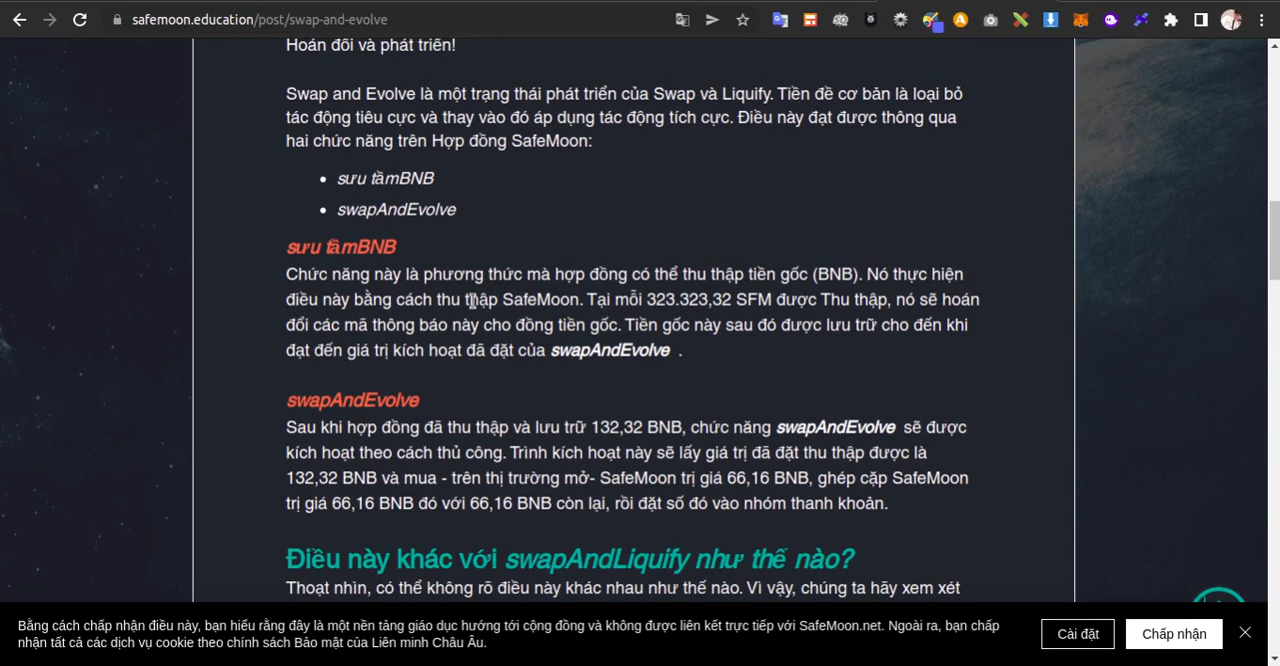 safemoon.education/post/swap-and-evolve
Hoán đổi và phát triển!
Swap and Evolve là một trạng thái phát triển của Swap và Liquify. Tiền đề cơ bản là loại bỏ
tác động tiêu cực và thay vào đó áp dụng tác động tích cực. Điều này đạt được thông qua
hai chức năng trên Hợp đồng SafeMoon:
• sưu tầmBNB
• swapAndEvolve
sưu tầmBNB
Chức năng này là phương thức mà hợp đồng có thể thu thập tiền gốc (BNB). Nó thực hiện
điều này bằng cách thu thập SafeMoon. Tại mỗi 323.323,32 SFM được Thu thập, nó sẽ hoán
đổi các mã thông báo này cho đồng tiền gốc. Tiền gốc này sau đó được lưu trữ cho đến khi
đạt đến giá trị kích hoạt đã đặt của swapAndEvolve .
swapAndEvolve
Sau khi hợp đồng đã thu thập và lưu trữ 132,32 BNB, chức năng swapAndEvolve sẽ được
kích hoạt theo cách thủ công. Trình kích hoạt này sẽ lấy giá trị đã đặt thu thập được là
132,32 BNB và mua - trên thị trường mở- SafeMoon trị giá 66,16 BNB, ghép cặp SafeMoon
trị giá 66,16 BNB đó với 66,16 BNB còn lại, rồi đặt số đó vào nhóm thanh khoản.
Điều này khác với swapAndLiquify như thế nào?
Thoạt nhìn, có thể không rõ điều này khác nhau như thế nào. Vì vậy, chúng ta hãy xem xét
Bằng cách chấp nhận điều này, bạn hiểu rằng đây là một nền tảng giáo dục hướng tới cộng đồng và không được liên kết trực tiếp với SafeMoon.net. Ngoài ra, bạn chấp
nhận tất cả các dịch vụ cookie theo chính sách Bảo mật của Liên minh Châu Âu.
Cài đặt
Chấp nhận